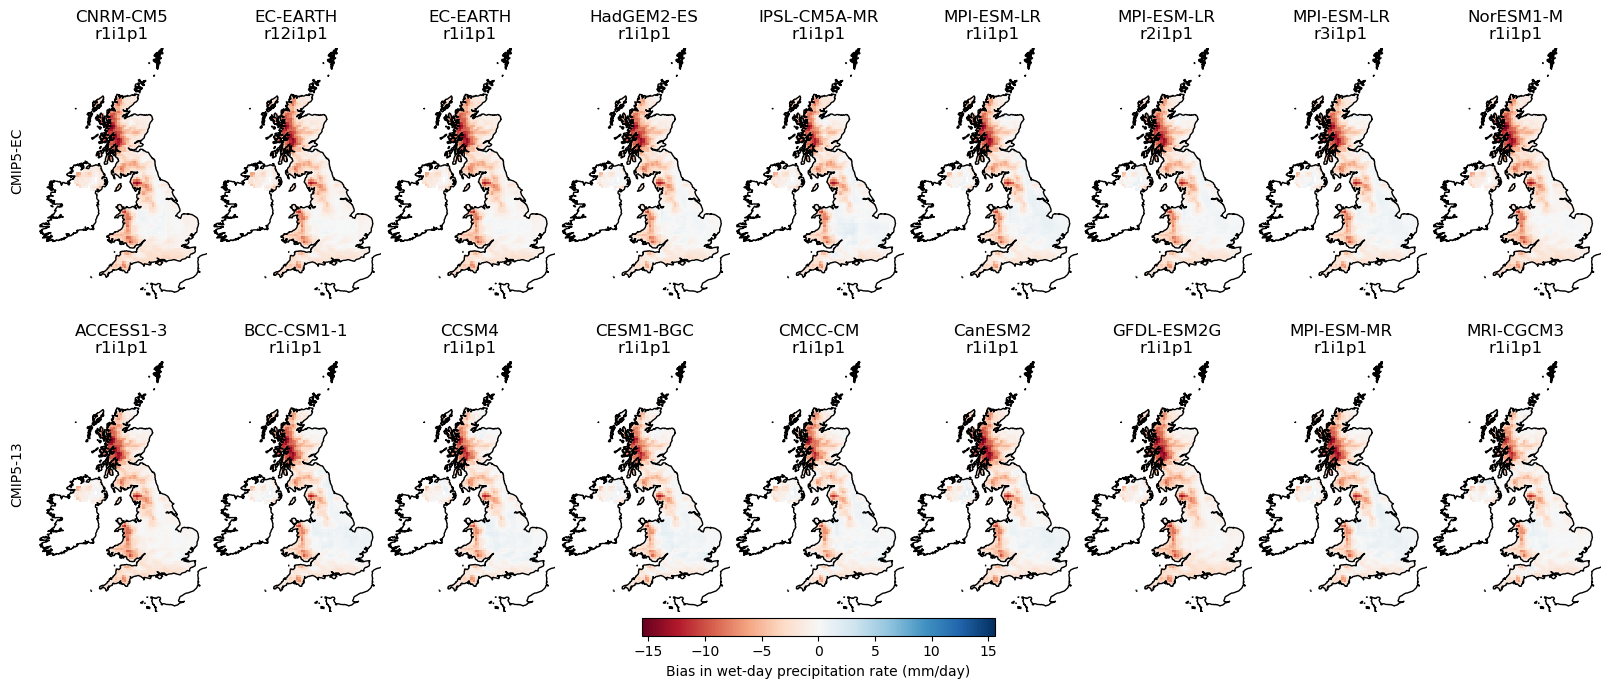 CNRM-CM5
r1i1p1
EC-EARTH
r12i1p1
EC-EARTH
r1i1p1
HadGEM2-ES
r1i1p1
IPSL-CM5A-MR
r1i1p1
MPI-ESM-LR
r1i1p1
MPI-ESM-LR
r2i1p1
MPI-ESM-LR
r3i1p1
NorESM1-M
r1i1p1
CMIP5-EC
ACCESS1-3
r1i1p1
BCC-CSM1-1
r1i1p1
CCSM4
r1i1p1
CESM1-BGC
r1i1p1
CMCC-CM
r1i1p1
CanESM2
r1i1p1
GFDL-ESM2G
r1i1p1
MPI-ESM-MR
r1i1p1
MRI-CGCM3
r1i1p1
CMIP5-13
−15 −10 −5 0 5 10 15
Bias in wet-day precipitation rate (mm/day)